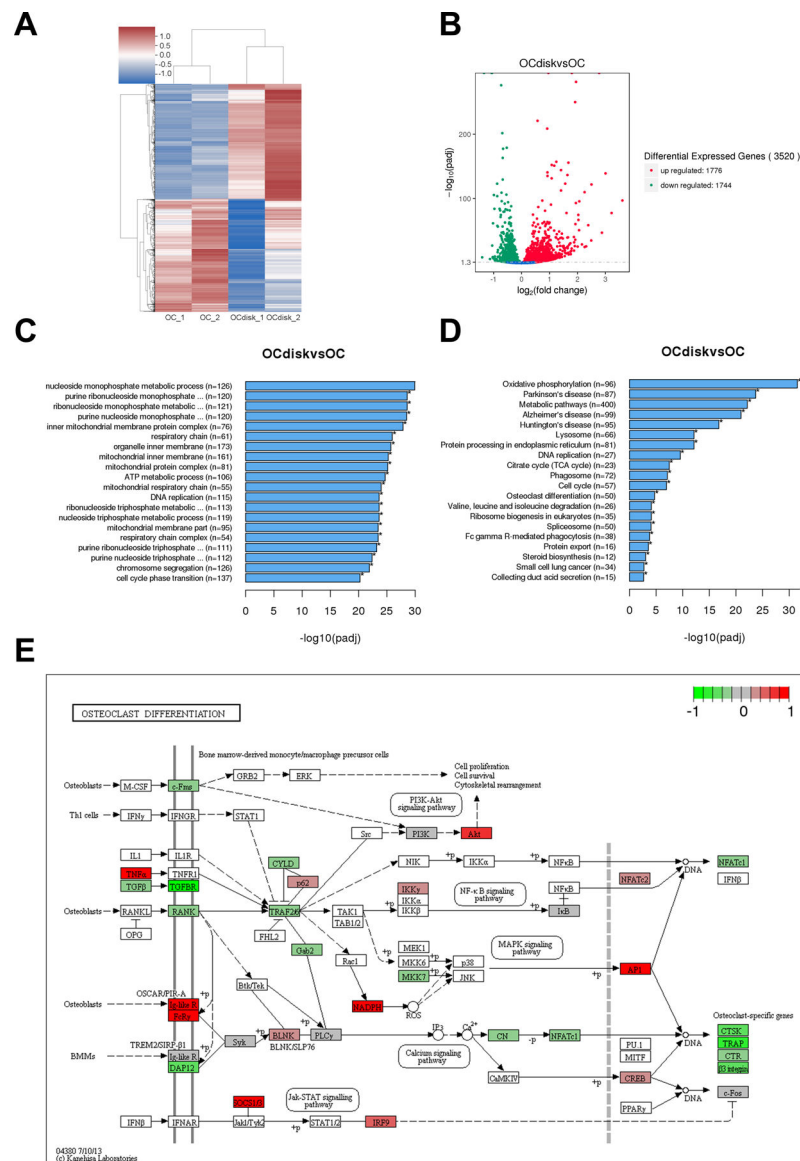 A
1.0
0.5
-0.0
-0.5
-1.0
OC_1 OC_2 OCdisk_1 OCdisk_2
B
OCdiskvsOC
−log10(padj)
200
100
1.3
-1 0 1 2 3
log2(fold change)
Differential Expressed Genes ( 3520 )
up regulated: 1776
down regulated: 1744
C
OCdiskvsOC
nucleoside monophosphate metabolic process (n=126)
purine ribonucleoside ... (n=120)
ribonucleoside monophosphate metabolic ... (n=121)
purine nucleoside monophosphate ... (n=120)
inner mitochondrial membrane protein complex (n=76)
respiratory chain (n=61)
organelle inner membrane (n=173)
mitochondrial inner membrane (n=161)
mitochondrial protein complex (n=81)
ATP metabolic process (n=106)
mitochondrial respiratory chain (n=55)
DNA replication (n=115)
ribonucleoside triphosphate metabolic ... (n=113)
nucleoside triphosphate metabolic process (n=119)
mitochondrial membrane part (n=95)
respiratory chain complex (n=54)
purine ribonucleoside triphosphate ... (n=111)
purine nucleoside triphosphate ... (n=112)
chromosome segregation (n=126)
cell cycle phase transition (n=137)
0 5 10 15 20 25 30
-log10(padj)
D
OCdiskvsOC
Oxidative phosphorylation (n=96)
Parkinson's disease (n=87)
Metabolic pathways (n=400)
Alzheimer's disease (n=99)
Huntington's disease (n=95)
Lysosome (n=66)
Protein processing in endoplasmic reticulum (n=81)
DNA replication (n=27)
Citrate cycle (TCA cycle) (n=23)
Phagosome (n=72)
Cell cycle (n=57)
Osteoclast differentiation (n=50)
Valine, leucine and isoleucine degradation (n=26)
Ribosome biogenesis in eukaryotes (n=35)
Spliceosome (n=50)
Fc gamma R-mediated phagocytosis (n=38)
Protein export (n=16)
Steroid biosynthesis (n=12)
Small cell lung cancer (n=34)
Collecting duct acid secretion (n=15)
0 5 10 15 20 25 30
-log10(padj)
E
-1 0 1
OSTEOCLAST DIFFERENTIATION
Bone marrow-derived monocyte/macrophage precursor cells
Osteoblasts M-CSF c-Fms GRB2 ERK
Cell proliferation
Cell survival
Cytoskeletal rearrangement
PI3K-Akt
signaling pathway
Th1 cells IFNγ IFNGR STAT1
Src PI3K +p Akt
IL1 IL1R
TNFα TNFR1
TGFβ TGFBR
CYLD
p62
NIK IKKα +p NFκB
DNA
NFATc1
IFNβ
NFATc2
IKKγ
IKKα
IKKβ
+p
NF-κB signaling
pathway
NFκB
IκB
Osteoblasts RANKL RANK TRAF2/6
OPG
FHL2
TAK1
TAB1/2
Gab2
Rac1
MEK1
MKK6
MKK7
+p
p38
JNK
MAPK signaling
pathway
+p AP1
Btk/Tek
NADPH ROS
OSCAR/PIR-A
Osteoblasts Ig-like R
FcRγ
+p
Osteoclast-specific genes
CTSK
TRAP
CTR
β3 integrin
TREM2/SIRP-β1
BMMs Ig-like R
DAP12
+p
Syk +p BLNK PLCγ
BLNK/SLP76
IP3 Ca2+
Calcium signaling
pathway
CN -p NFATc1
DNA
PU.1
MITF
CaMKIV +p CREB
PPARγ
DNA
c-Fos
SOCS1/3
Jak-STAT signalling
pathway
IFNβ IFNAR Jak1/Tyk2 +p STAT1/2 IRF9
04380 7/10/13
(c) Kanehisa Laboratories